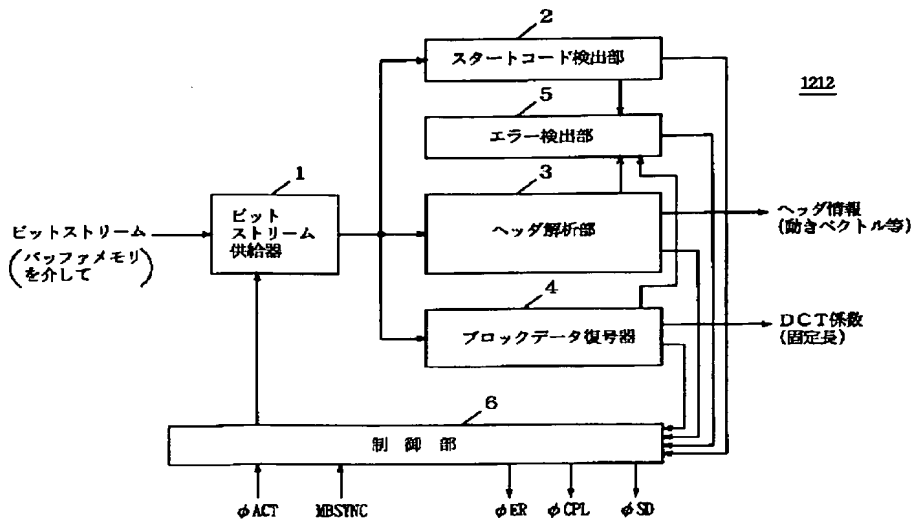 2
スタートコード検出部
1212
5
エラー検出部
1
3
ビット
ストリーム
供給器
ヘッダ解析部
ヘッダ情報
(動きベクトル等)
ビットストリーム
(バッファメモリ
を介して)
4
ブロックデータ復号器
DCT係数
(固定長)
6
制御部
φACT
MBSYNC
φER
φCPL
φSD